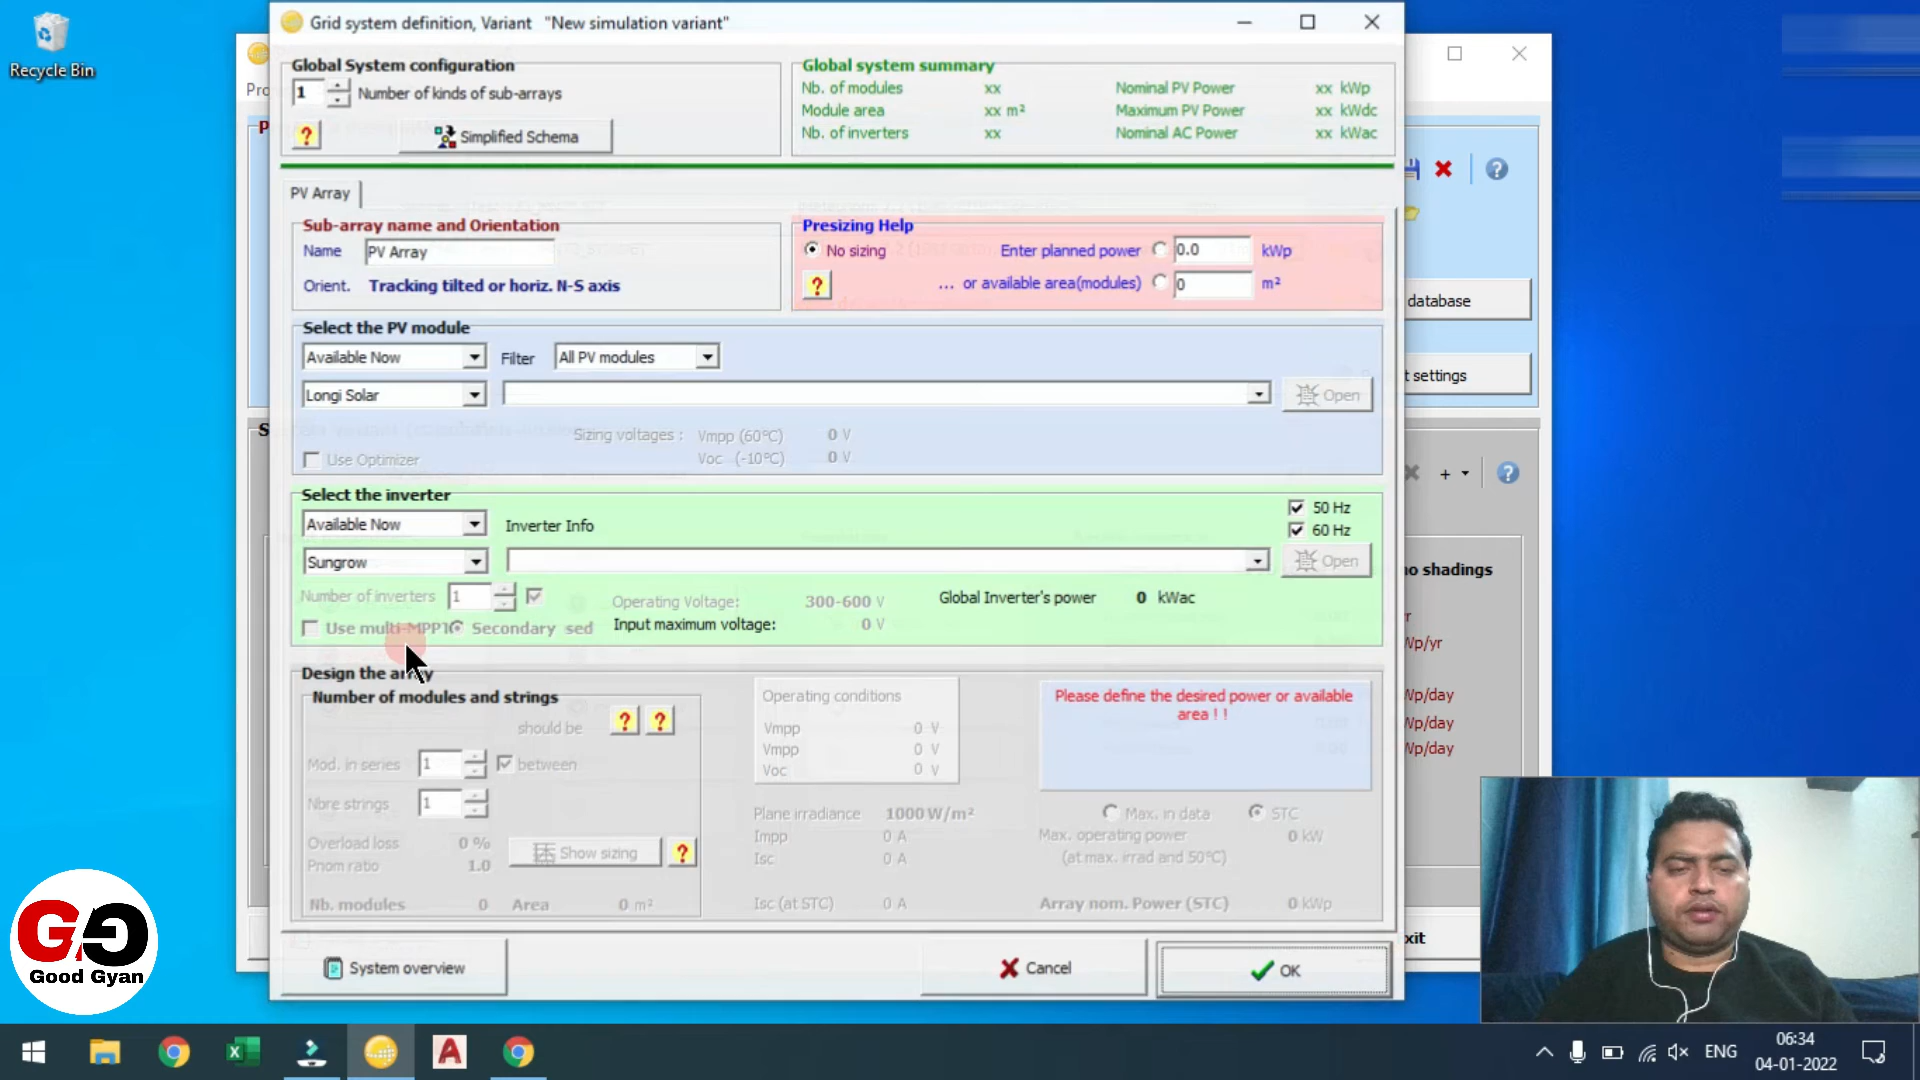 Recycle Bin
Grid system definition, Variant "New simulation variant"
Global System configuration
1 Number of kinds of sub-arrays
? Simplified Schema
Global system summary
Nb. of modules xx Nominal PV Power xx kWp
Module area xx m² Maximum PV Power xx kWdc
Nb. of inverters xx Nominal AC Power xx kWac
PV Array
Sub-array name and Orientation
Name PV Array
Orient. Tracking tilted or horiz. N-S axis
Presizing Help
No sizing Enter planned power 0.0 kWp
? ... or available area(modules) 0 m²
database
t settings
Select the PV module
Available Now Filter All PV modules
Longi Solar Open
Sizing voltages : Vmpp (60°C) 0 V
Voc (-10°C) 0 V
Use Optimizer
Select the inverter
Available Now Inverter Info
50 Hz
60 Hz
Sungrow Open
Number of inverters 1
Operating Voltage: 300-600 V Global Inverter's power 0 kWac
Use multi-MPPT Secondary sed
Input maximum voltage: 0 V
no shadings
Wp/yr
Wp/day
Wp/day
Wp/day
xit
Design the array
Number of modules and strings
should be ? ?
Mod. in series 1 between
Nbre strings 1
Overload loss 0 %
Pnom ratio 1.0
Show sizing ?
Nb. modules 0 Area 0 m²
Operating conditions
Vmpp 0 V
Vmpp 0 V
Voc 0 V
Plane irradiance 1000 W/m²
Impp 0 A
Isc 0 A
Isc (at STC) 0 A
Please define the desired power or available
area ! !
Max. in data STC
Max. operating power 0 kW
(at max. irrad and 50°C)
Array nom. Power (STC) 0 kWp
System overview Cancel OK
GG
Good Gyan
ENG
06:34
04-01-2022